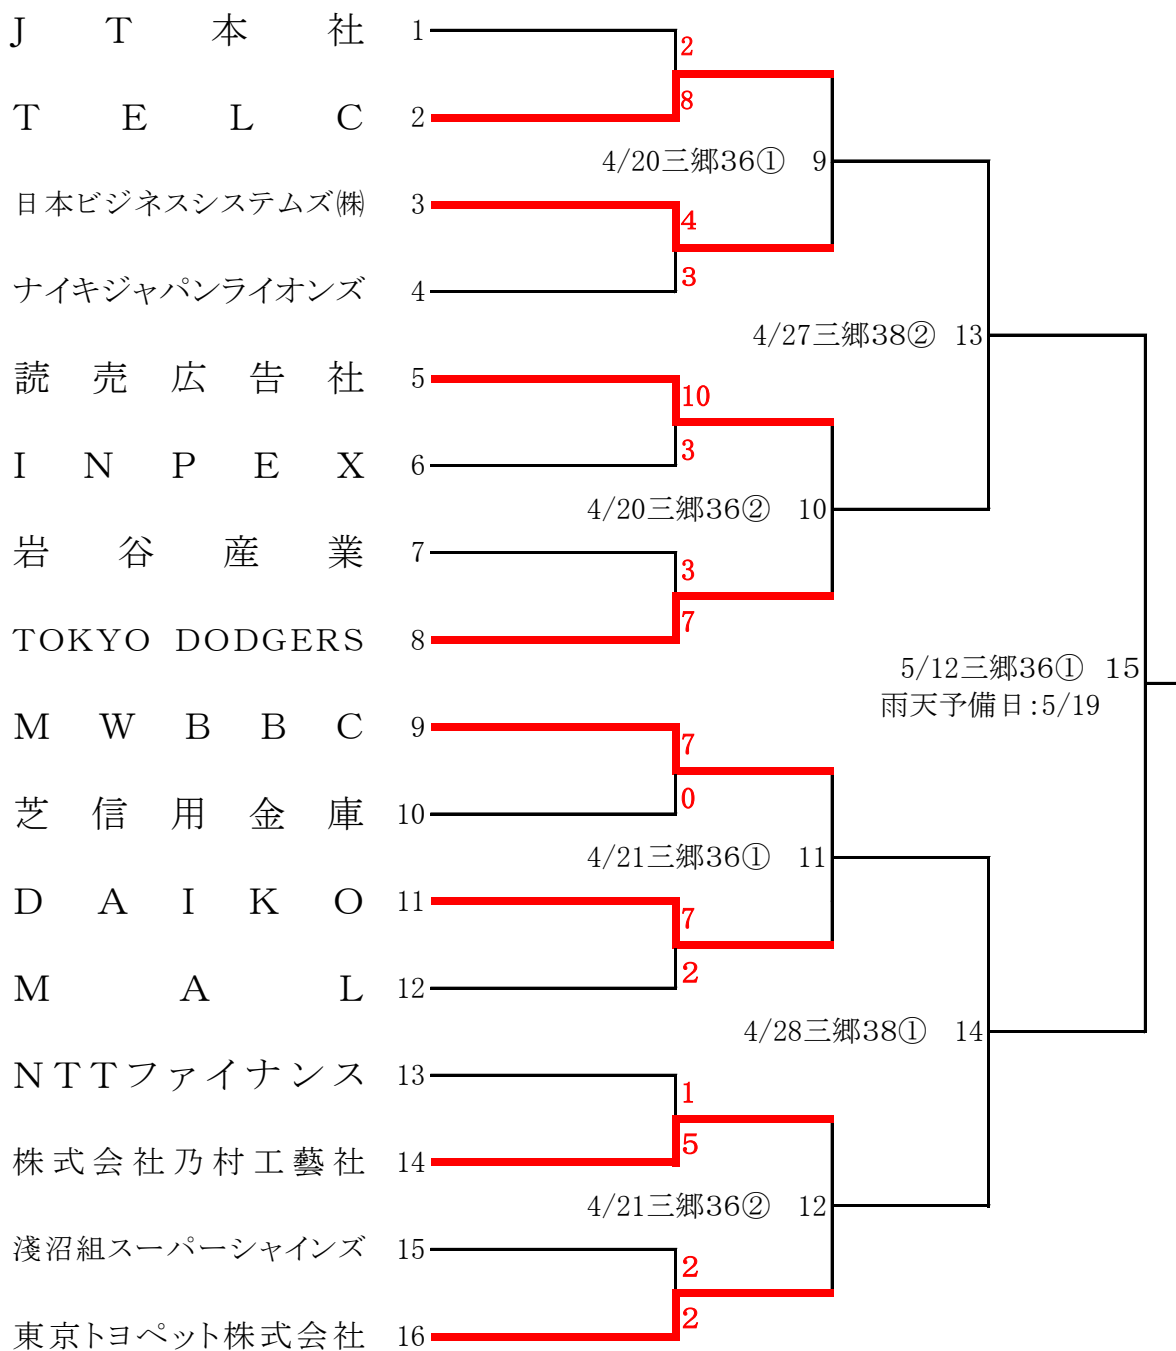 JT本社 1
2
8
TELC 2
4/20三郷36① 9
日本ビジネスシステムズ㈱ 3
4
3
ナイキジャパンライオンズ 4
4/27三郷38② 13
読売広告社 5
10
3
INPEX 6
4/20三郷36② 10
岩谷産業 7
3
7
TOKYO DODGERS 8
5/12三郷36① 15
雨天予備日:5/19
MWBBC 9
7
0
芝信用金庫 10
4/21三郷36① 11
DAIKO 11
7
2
MAL 12
4/28三郷38① 14
NTTファイナンス 13
1
5
株式会社乃村工藝社 14
4/21三郷36② 12
淺沼組スーパーシャインズ 15
2
2
東京トヨペット株式会社 16